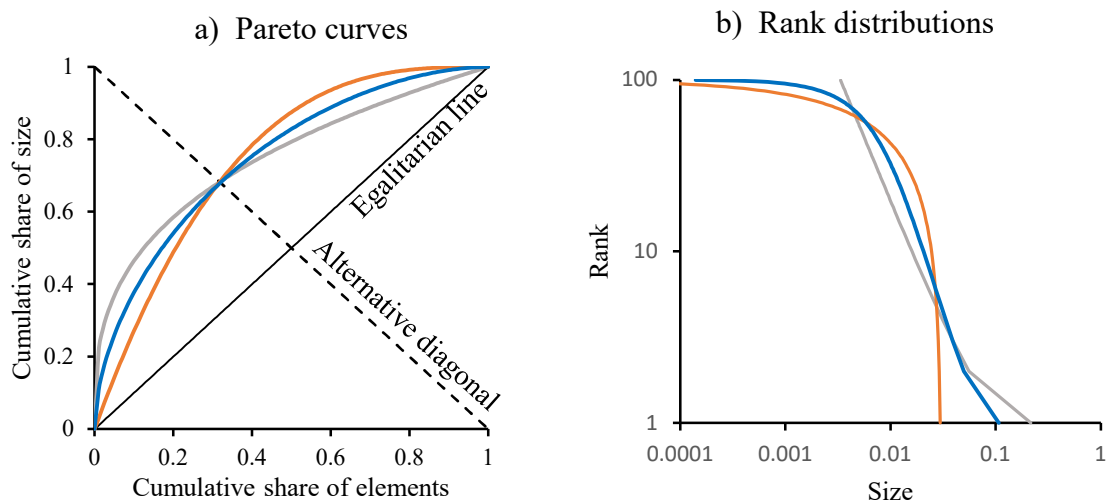 a) Pareto curves
1
0.8
0.6
0.4
0.2
0
0
0.2
0.4
0.6
0.8
1
Cumulative share of size
Cumulative share of elements
Egalitarian line
Alternative diagonal
b) Rank distributions
100
10
1
0.0001
0.001
0.01
0.1
1
Rank
Size